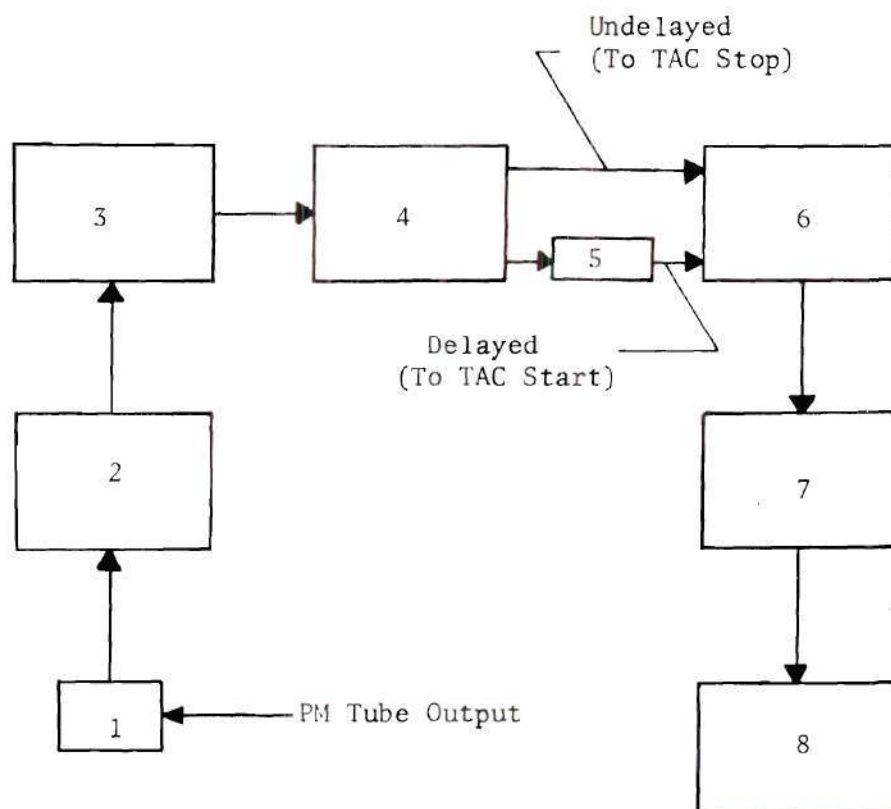 Undelayed
(To TAC Stop)
3
4
6
5
Delayed
(To TAC Start)
2
7
PM Tube Output
1
8